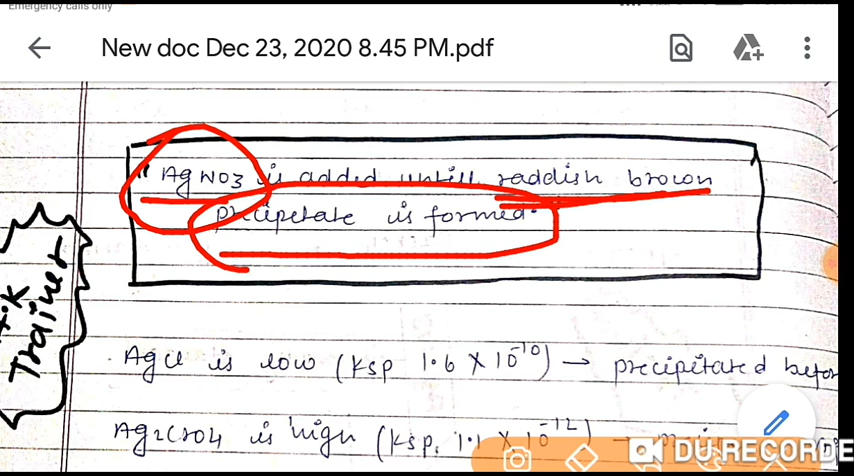 Emergency calls only
New doc Dec 23, 2020 8.45 PM.pdf
" AgNO3 is added untill raddish brown
precipetate is formed.
Trainer
AgCl is low (Ksp 1.6 × 10⁻¹⁰) → precipitated befor
Ag2CrO4 is high (Ksp, 1.1 × 10⁻¹²) →
DU RECORDE